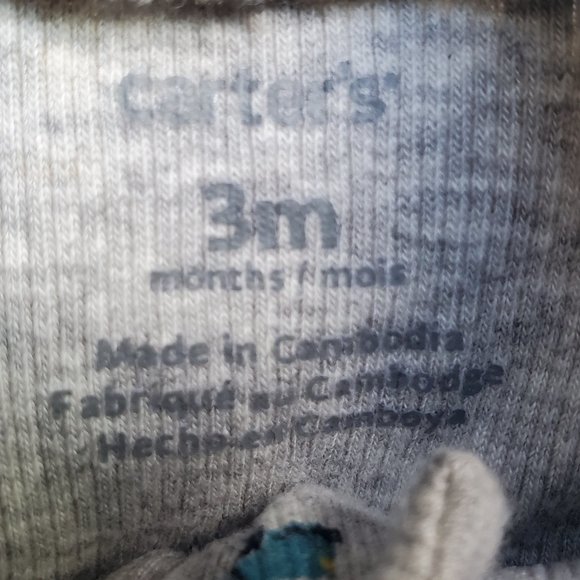 carter's
3m
months / mois
Made in Cambodia
Fabriqué au Cambodge
Hecho en Camboya